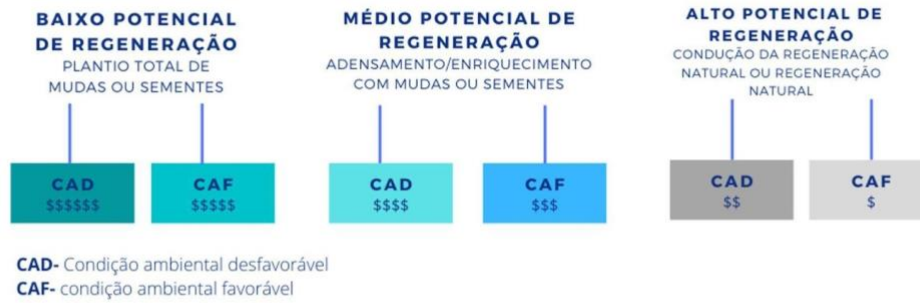 BAIXO POTENCIAL
DE REGENERAÇÃO
PLANTIO TOTAL DE
MUDAS OU SEMENTES
CAD
$$$$$$
CAF
$$$$$
MÉDIO POTENCIAL DE
REGENERAÇÃO
ADENSAMENTO/ENRIQUECIMENTO
COM MUDAS OU SEMENTES
CAD
$$$$
CAF
$$$
ALTO POTENCIAL DE
REGENERAÇÃO
CONDUÇÃO DA REGENERAÇÃO
NATURAL OU REGENERAÇÃO
NATURAL
CAD
$$
CAF
$
CAD- Condição ambiental desfavorável
CAF- condição ambiental favorável